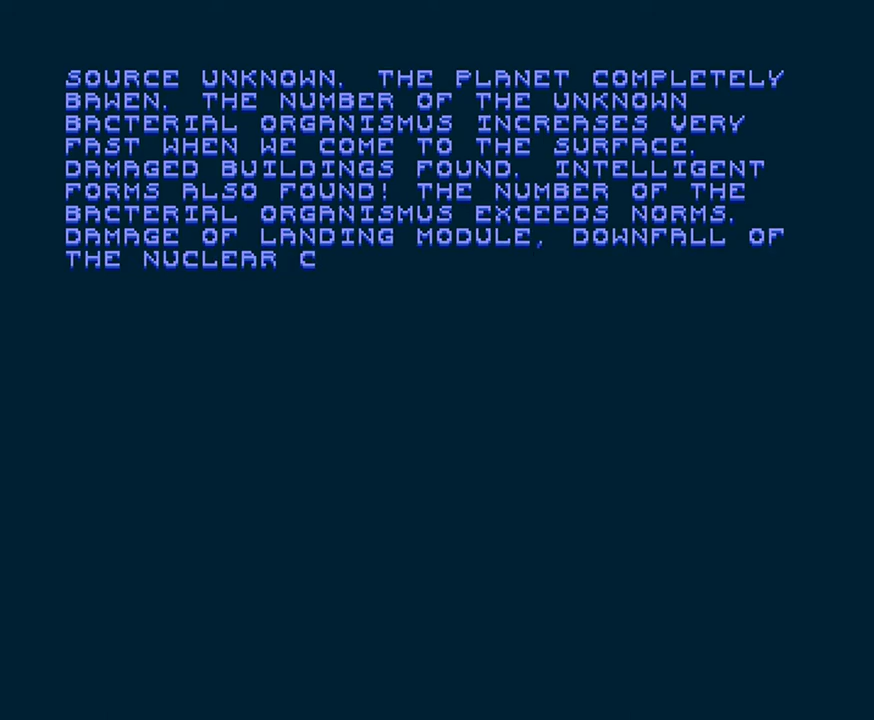 SOURCE UNKNOWN. THE PLANET COMPLETELY
BAWEN. THE NUMBER OF THE UNKNOWN
BACTERIAL ORGANISMUS INCREASES VERY
FAST WHEN WE COME TO THE SURFACE.
DAMAGED BUILDINGS FOUND. INTELLIGENT
FORMS ALSO FOUND! THE NUMBER OF THE
BACTERIAL ORGANISMUS EXCEEDS NORMS.
DAMAGE OF LANDING MODULE, DOWNFALL OF
THE NUCLEAR C